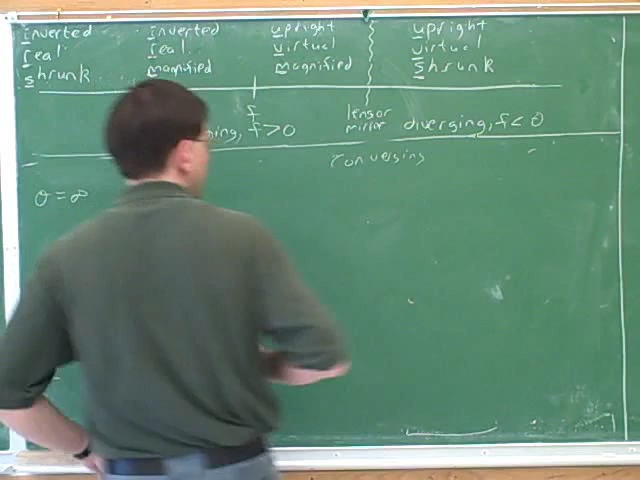 inverted inverted upright upright
real real virtual virtual
shrunk magnified magnified shrunk
f
lens or
mirror
f > 0 diverging, f < 0
converging
o = ∞